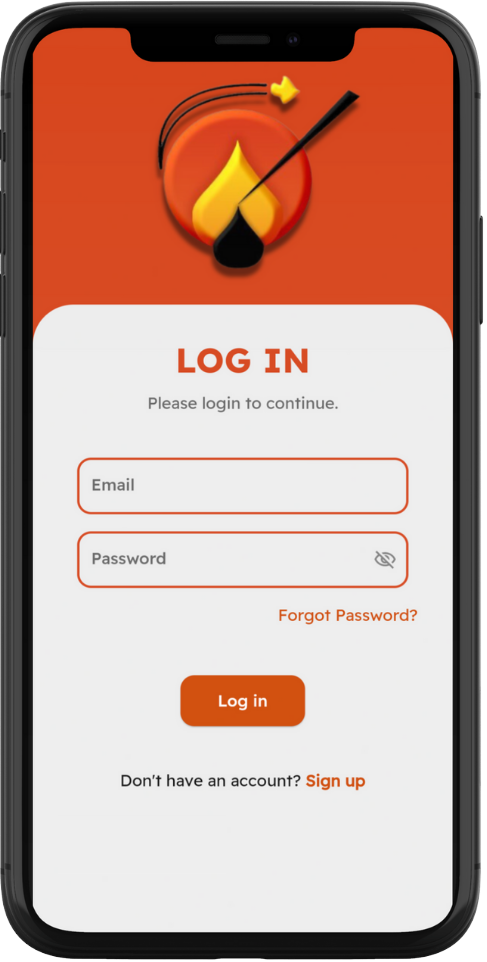 LOG IN
Please login to continue.
Email
Password
Forgot Password?
Log in
Don't have an account? Sign up